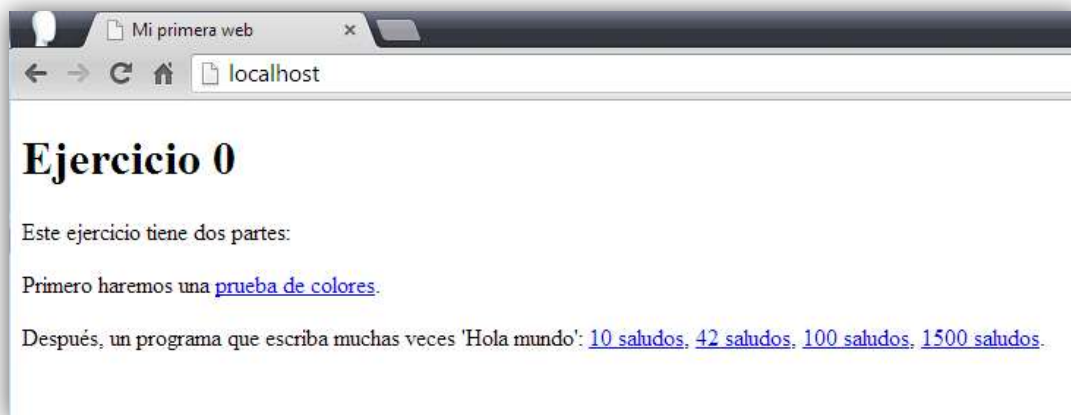 Mi primera web
localhost
Ejercicio 0
Este ejercicio tiene dos partes:
Primero haremos una prueba de colores.
Después, un programa que escriba muchas veces 'Hola mundo': 10 saludos, 42 saludos, 100 saludos, 1500 saludos.